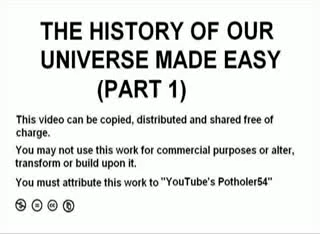 THE HISTORY OF OUR
UNIVERSE MADE EASY
(PART 1)
This video can be copied, distributed and shared free of
charge.
You may not use this work for commercial purposes or alter,
transform or build upon it.
You must attribute this work to "YouTube's Potholer54"